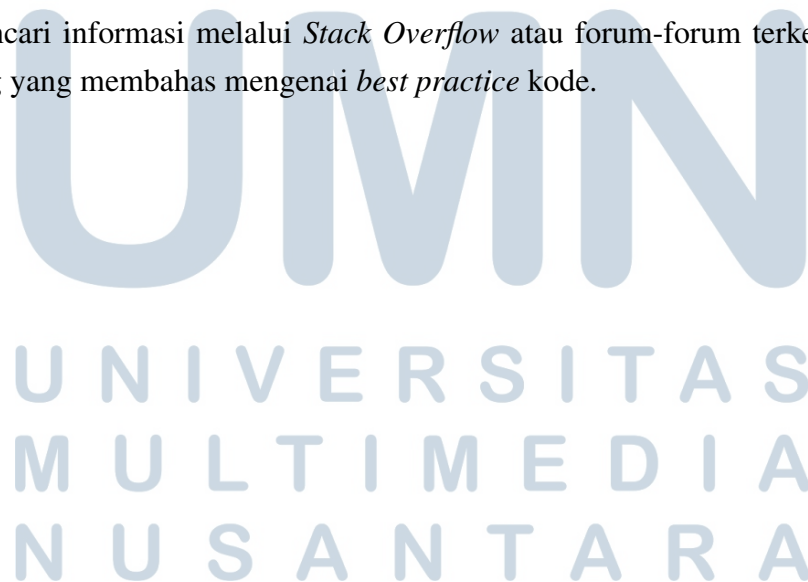 ncari informasi melalui Stack Overflow atau forum-forum terke
g yang membahas mengenai best practice kode.
UMN
UNIVERSITAS
MULTIMEDIA
NUSANTARA